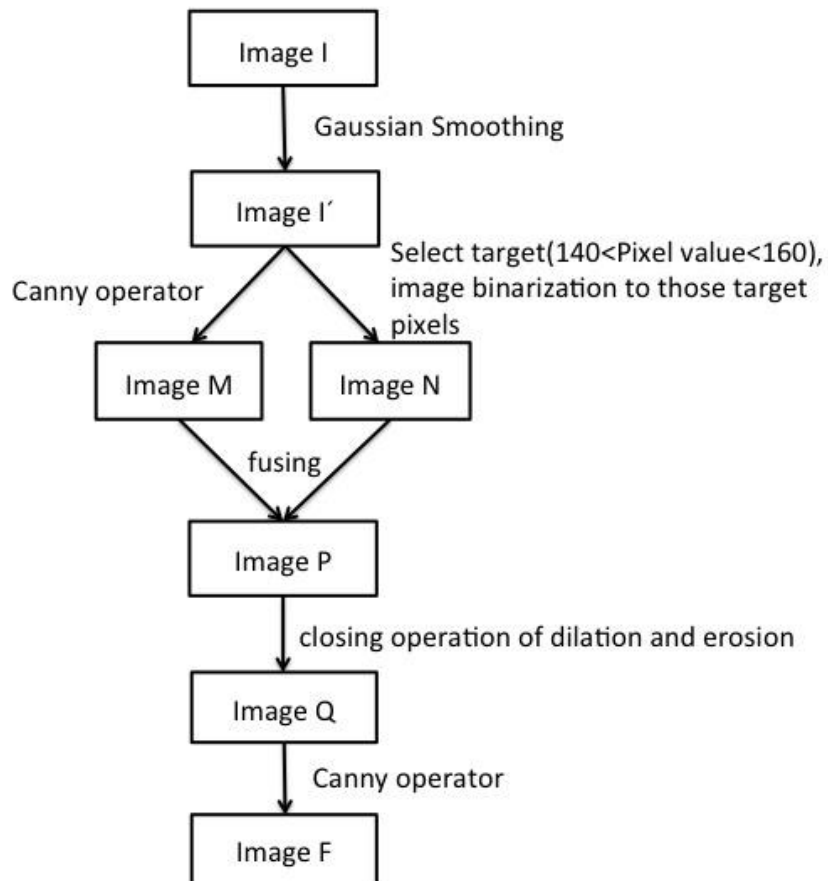 Image I
Gaussian Smoothing
Image I´
Canny operator
Select target(140<Pixel value<160),
image binarization to those target
pixels
Image M
Image N
fusing
Image P
closing operation of dilation and erosion
Image Q
Canny operator
Image F